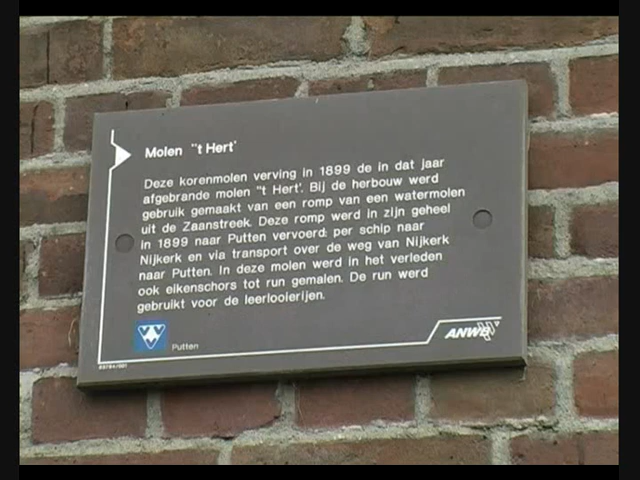 Molen "t Hert'
Deze korenmolen verving in 1899 de in dat jaar
afgebrande molen "t Hert'. Bij de herbouw werd
gebruik gemaakt van een romp van een watermolen
uit de Zaanstreek. Deze romp werd in zijn geheel
in 1899 naar Putten vervoerd: per schip naar
Nijkerk en via transport over de weg van Nijkerk
naar Putten. In deze molen werd in het verleden
ook eikenschors tot run gemalen. De run werd
gebruikt voor de leerlooierijen.
Putten
ANWB